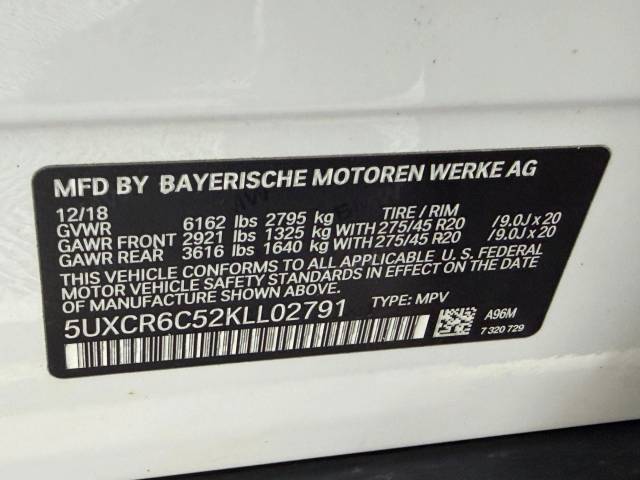 MFD BY BAYERISCHE MOTOREN WERKE AG
12/18 TIRE / RIM
GVWR 6162 lbs 2795 kg
GAWR FRONT 2921 lbs 1325 kg WITH 275/45 R20 /9.0J x 20
GAWR REAR 3616 lbs 1640 kg WITH 275/45 R20 /9.0J x 20
THIS VEHICLE CONFORMS TO ALL APPLICABLE U. S. FEDERAL
MOTOR VEHICLE SAFETY STANDARDS IN EFFECT ON THE DATE
OF MANUFACTURE SHOWN ABOVE.
5UXCR6C52KLL02791 TYPE: MPV
A96M
7 320 729